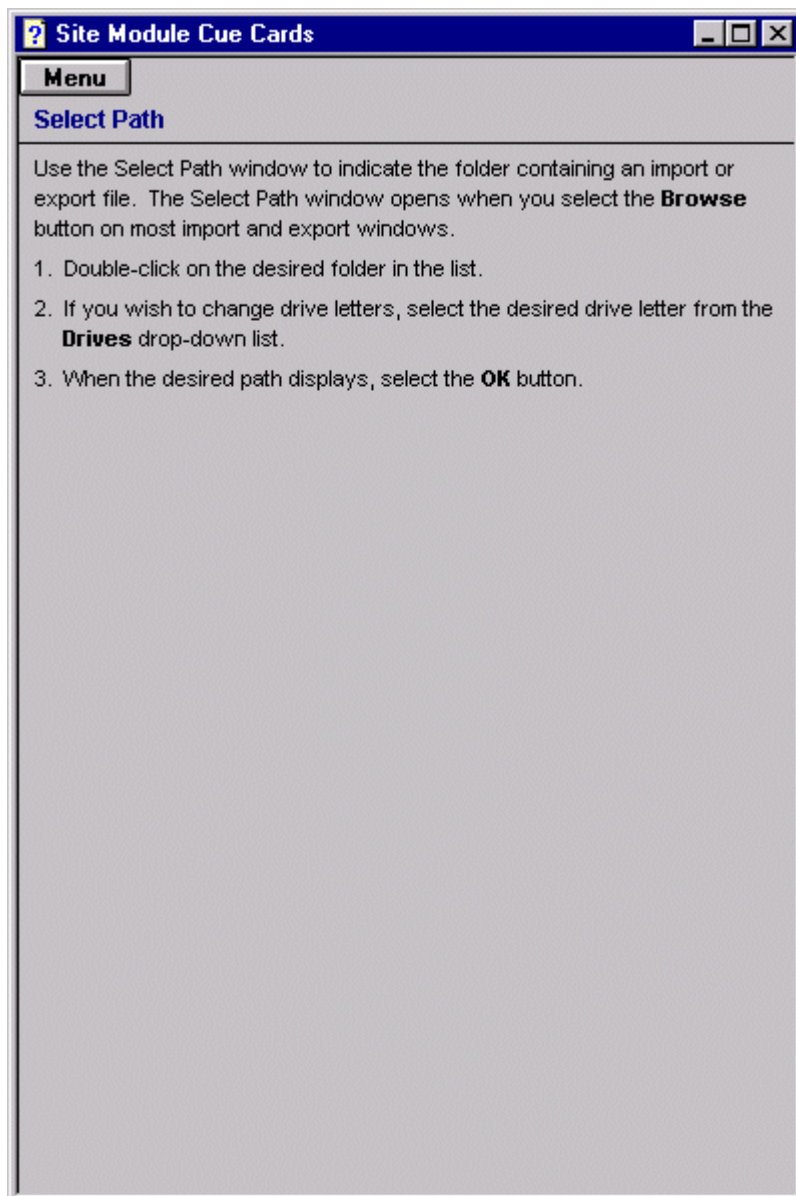 Site Module Cue Cards
Menu
Select Path
Use the Select Path window to indicate the folder containing an import or
export file.  The Select Path window opens when you select the Browse
button on most import and export windows.
1. Double-click on the desired folder in the list.
2. If you wish to change drive letters, select the desired drive letter from the
Drives drop-down list.
3. When the desired path displays, select the OK button.